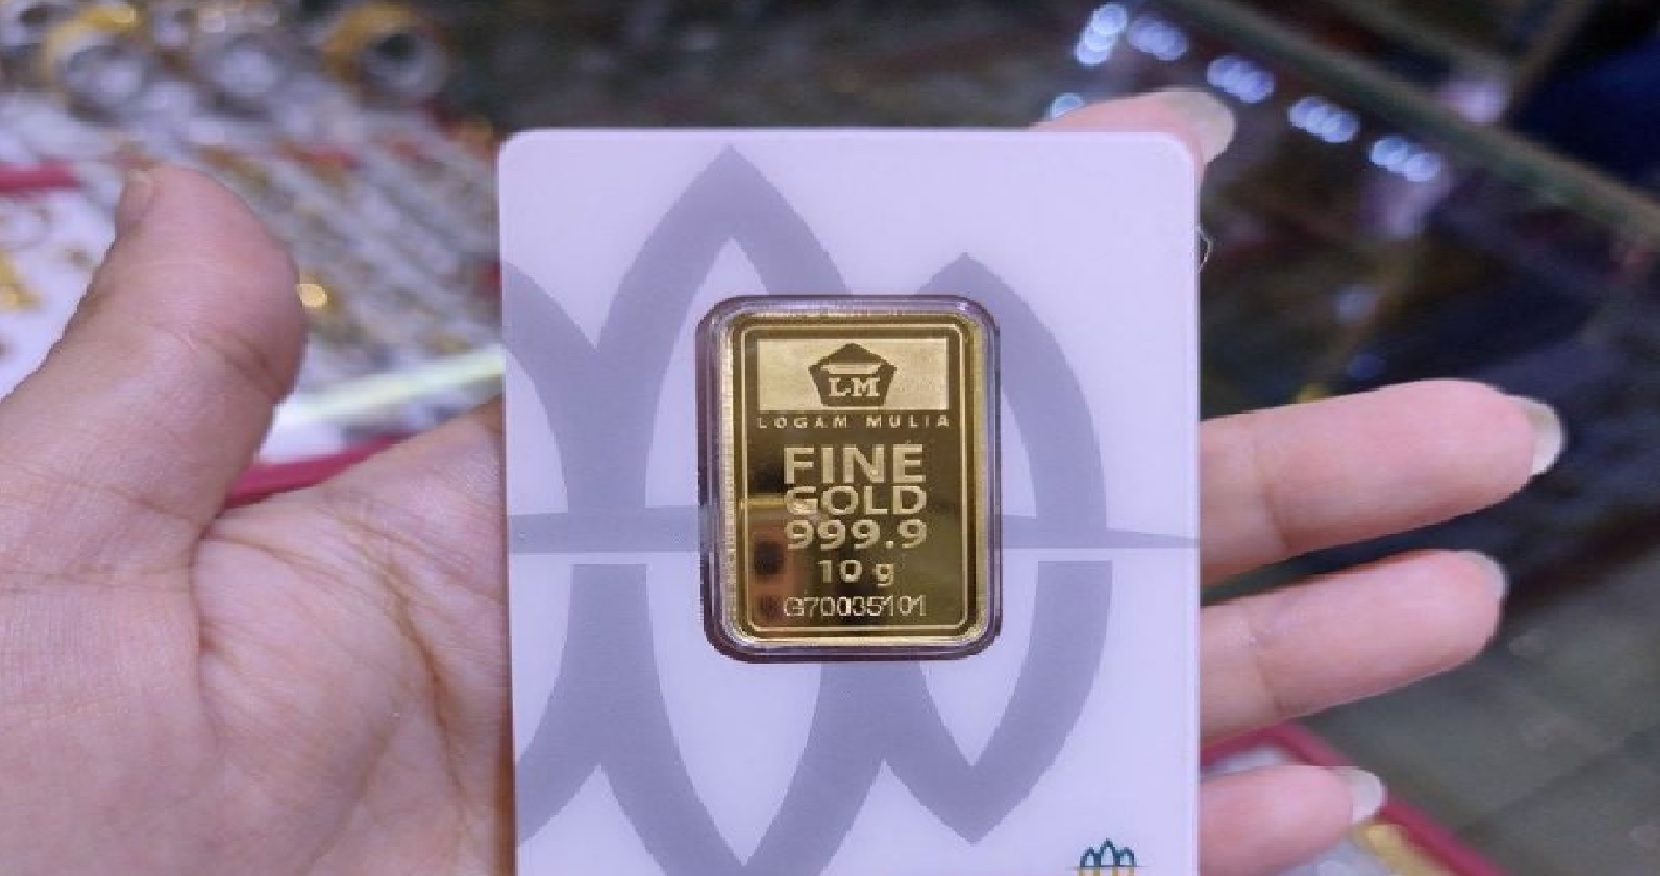 LM
LOGAM MULIA
FINE
GOLD
999.9
10 g
G70035101